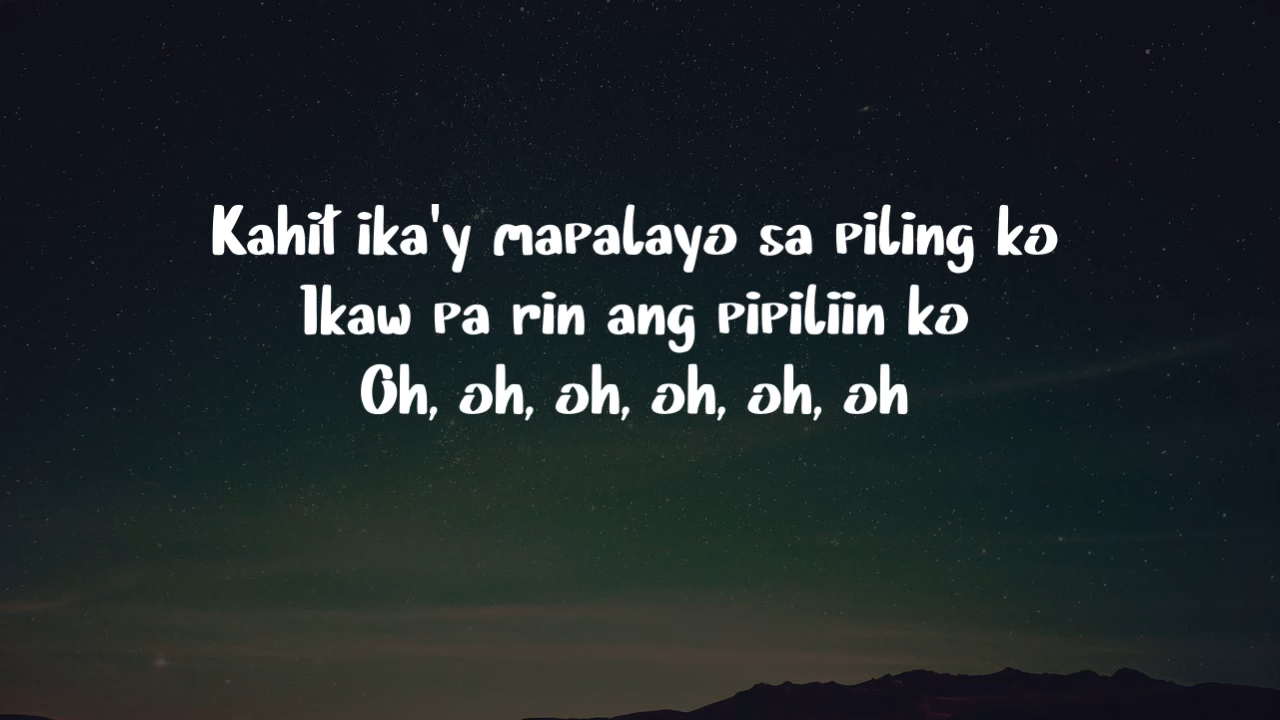 Kahit ika'y mapalayo sa piling ko
Ikaw pa rin ang pipiliin ko
Oh, oh, oh, oh, oh, oh